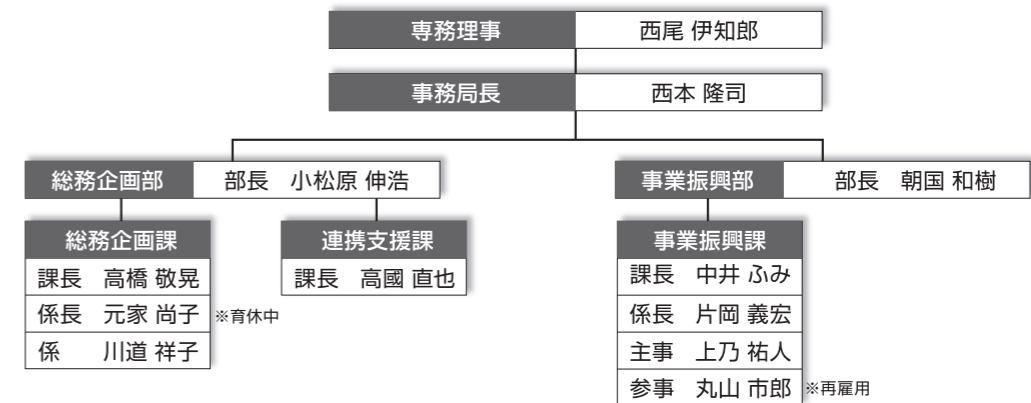 専務理事 西尾 伊知郎
事務局長 西本 隆司
総務企画部 部長 小松原 伸浩
事業振興部 部長 朝国 和樹
総務企画課
課長 高橋 敬晃
係長 元家 尚子 ※育休中
係 川道 祥子
連携支援課
課長 高國 直也
事業振興課
課長 中井 ふみ
係長 片岡 義宏
主事 上乃 祐人
参事 丸山 市郎 ※再雇用